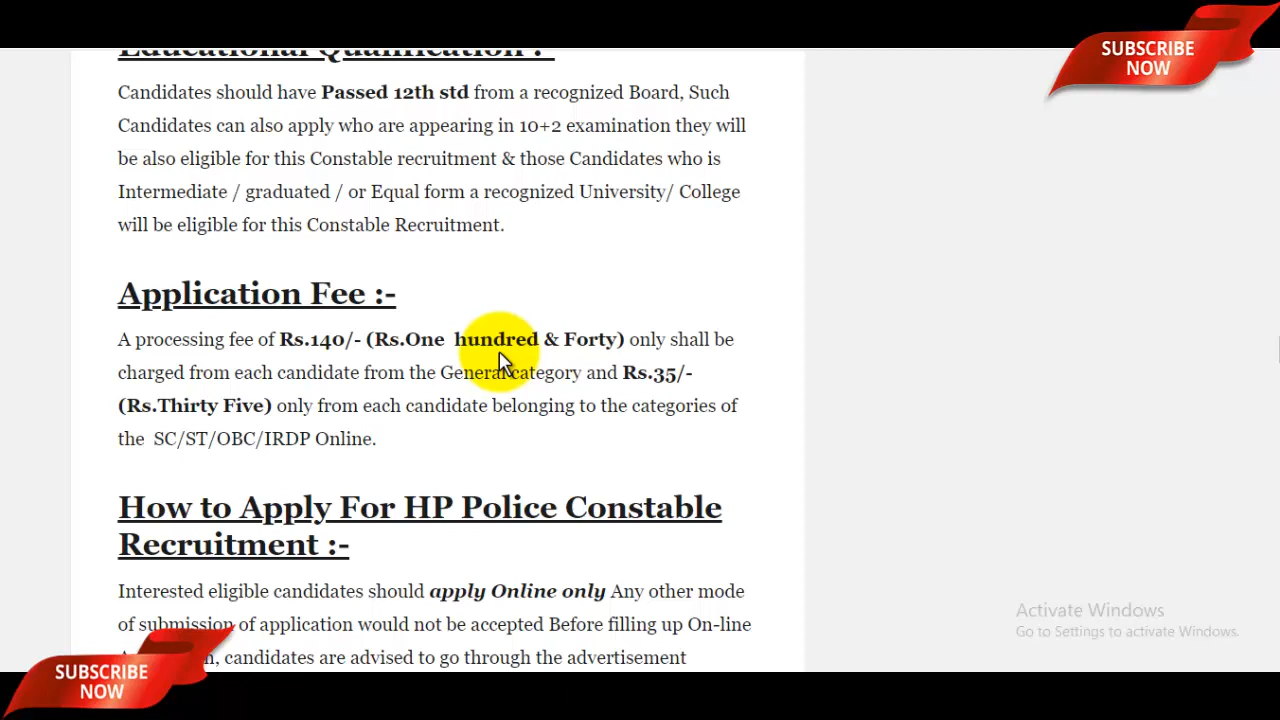 SUBSCRIBE
NOW
Educational Qualification :-
Candidates should have Passed 12th std from a recognized Board, Such
Candidates can also apply who are appearing in 10+2 examination they will
be also eligible for this Constable recruitment & those Candidates who is
Intermediate / graduated / or Equal form a recognized University/ College
will be eligible for this Constable Recruitment.
Application Fee :-
A processing fee of Rs.140/- (Rs.One hundred & Forty) only shall be
charged from each candidate from the General category and Rs.35/-
(Rs.Thirty Five) only from each candidate belonging to the categories of
the SC/ST/OBC/IRDP Online.
How to Apply For HP Police Constable
Recruitment :-
Interested eligible candidates should apply Online only Any other mode
of submission of application would not be accepted Before filling up On-line
candidates are advised to go through the advertisement
Activate Windows
Go to Settings to activate Windows.
SUBSCRIBE
NOW